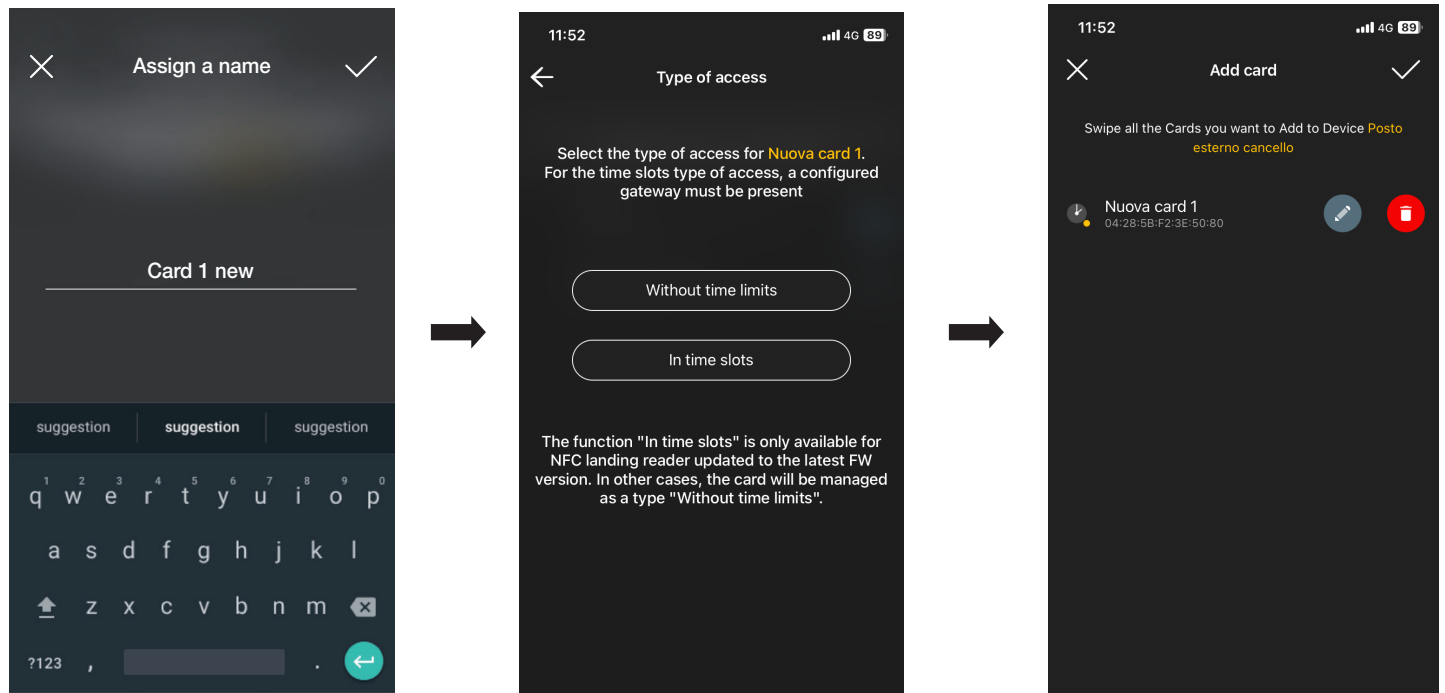 Assign a name
Card 1 new
suggestion suggestion suggestion
1 2 3 4 5 6 7 8 9 0
q w e r t y u i o p
a s d f g h j k l
z x c v b n m
?123 , .
11:52 4G 89
Type of access
Select the type of access for Nuova card 1.
For the time slots type of access, a configured
gateway must be present
Without time limits
In time slots
The function "In time slots" is only available for
NFC landing reader updated to the latest FW
version. In other cases, the card will be managed
as a type "Without time limits".
11:52 4G 89
Add card
Swipe all the Cards you want to Add to Device Posto
esterno cancello
Nuova card 1
04:28:5B:F2:3E:50:80